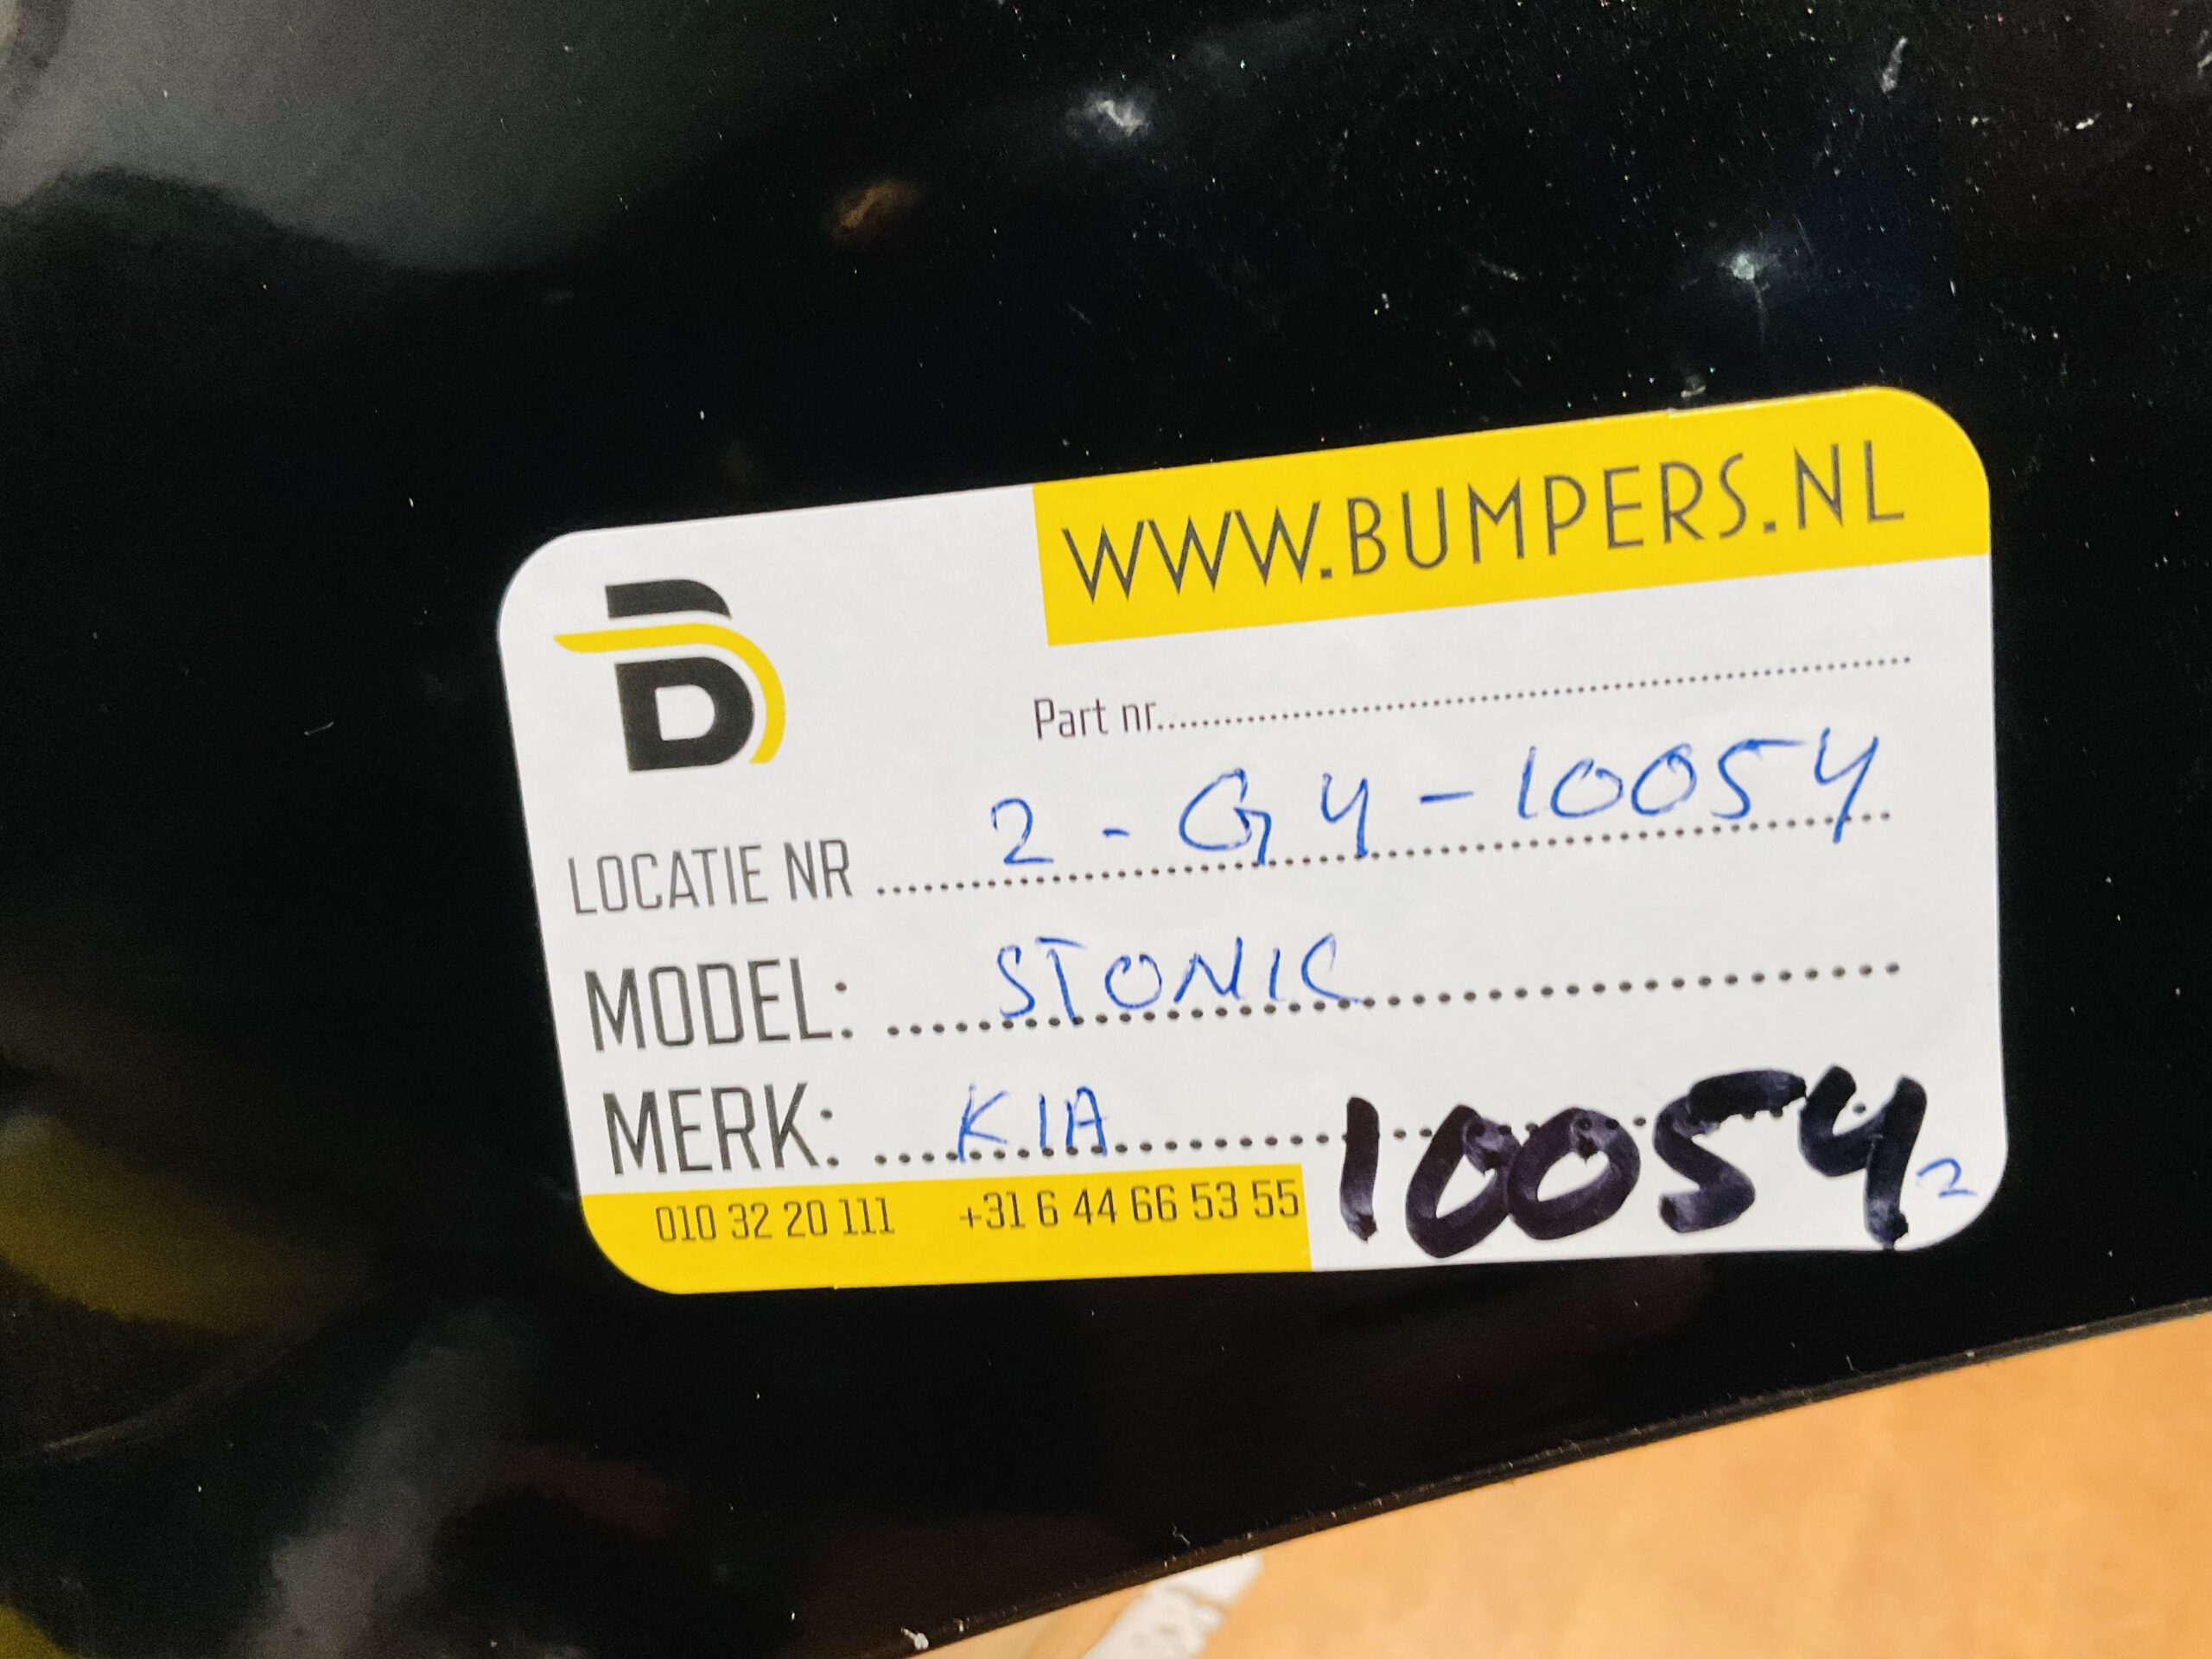 WWW.BUMPERS.NL
B
Part nr..........
LOCATIE NR 2-G4-10054
MODEL: STONIC
MERK: KIA
10054 2
010 32 20 111 +31 6 44 66 53 55